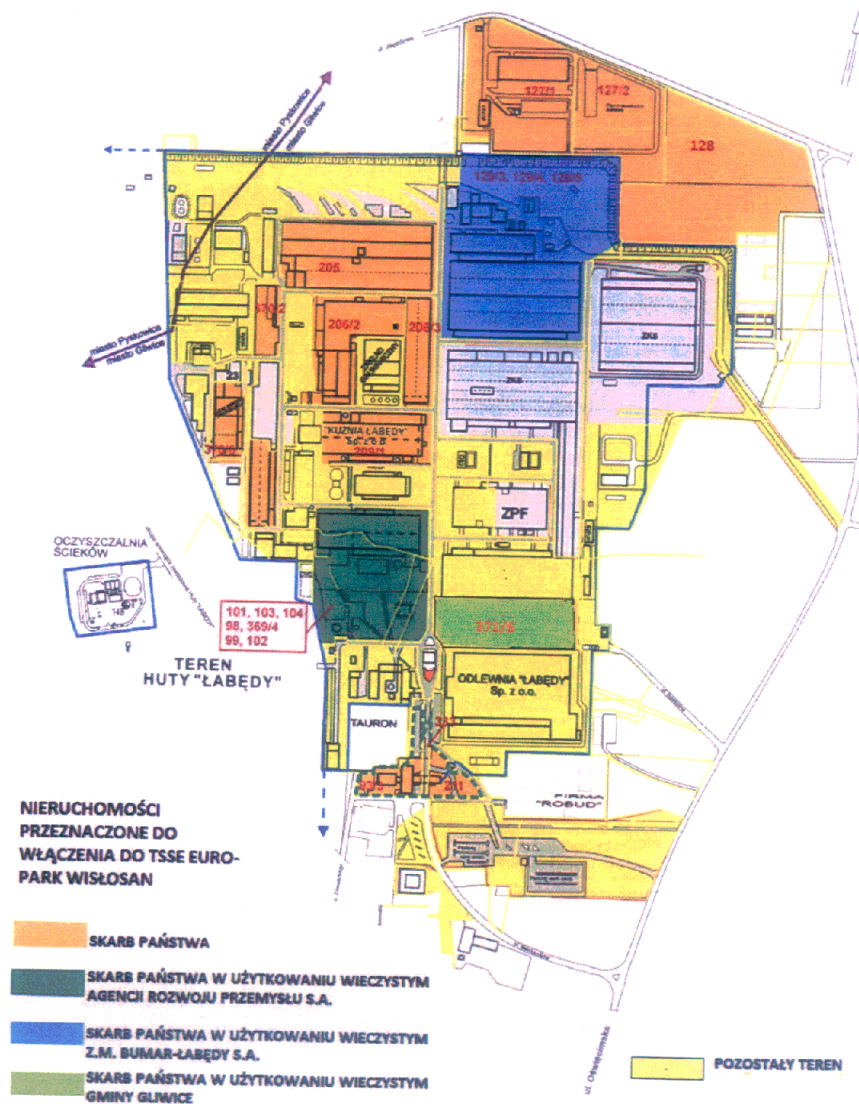 127/1
127/2
128
129/3, 129/4, 129/5
miasto Pyskowice
miasto Gliwice
205
206/2
206/3
ZKS
miasto Pyskowice
miasto Gliwice
23
KUŹNIA ŁABĘDY"
Sp. z o.o.
209/1
ZPF
OCZYSZCZALNIA
ŚCIEKÓW
101, 103, 104
98, 369/4
99, 102
TEREN
HUTY "ŁABĘDY"
ODLEWNIA "ŁABĘDY"
Sp. z o.o.
TAURON
FIRMA
"ROBUD"
NIERUCHOMOŚCI
PRZEZNACZONE DO
WŁĄCZENIA DO TSSE EURO-
PARK WISŁOSAN
SKARB PAŃSTWA
SKARB PAŃSTWA W UŻYTKOWANIU WIECZYSTYM
AGENCJI ROZWOJU PRZEMYSŁU S.A.
SKARB PAŃSTWA W UŻYTKOWANIU WIECZYSTYM
Z.M. BUMAR-ŁABĘDY S.A.
SKARB PAŃSTWA W UŻYTKOWANIU WIECZYSTYM
GMINY GLIWICE
POZOSTAŁY TEREN
ul. Oświęcimska